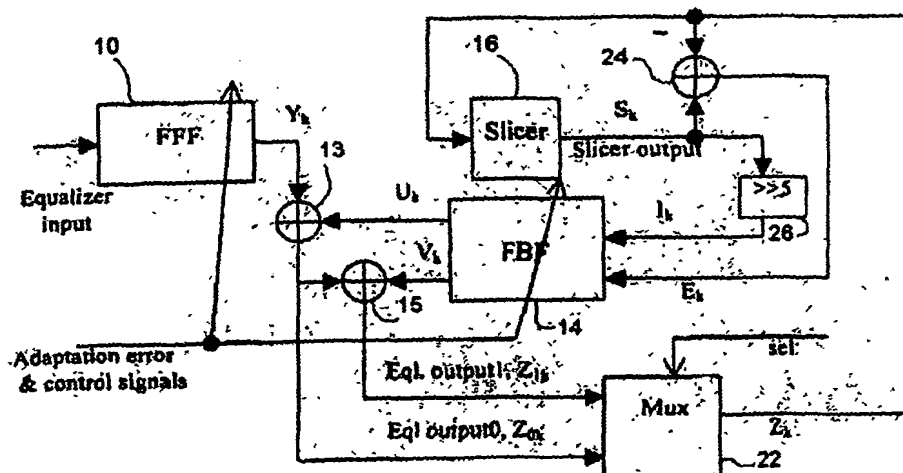 16
24
10
FFF
Yₖ
Slicer
Sₖ
Slicer output
13
Uₖ
>>5
Equalizer
input
Iₖ
26
Vₖ
FBF
15
Eₖ
14
Adaptation error
& control signals
sel
Eql. output1, Z₁ₖ
Mux
Eql output0, Z₀ₖ
Zₖ
22